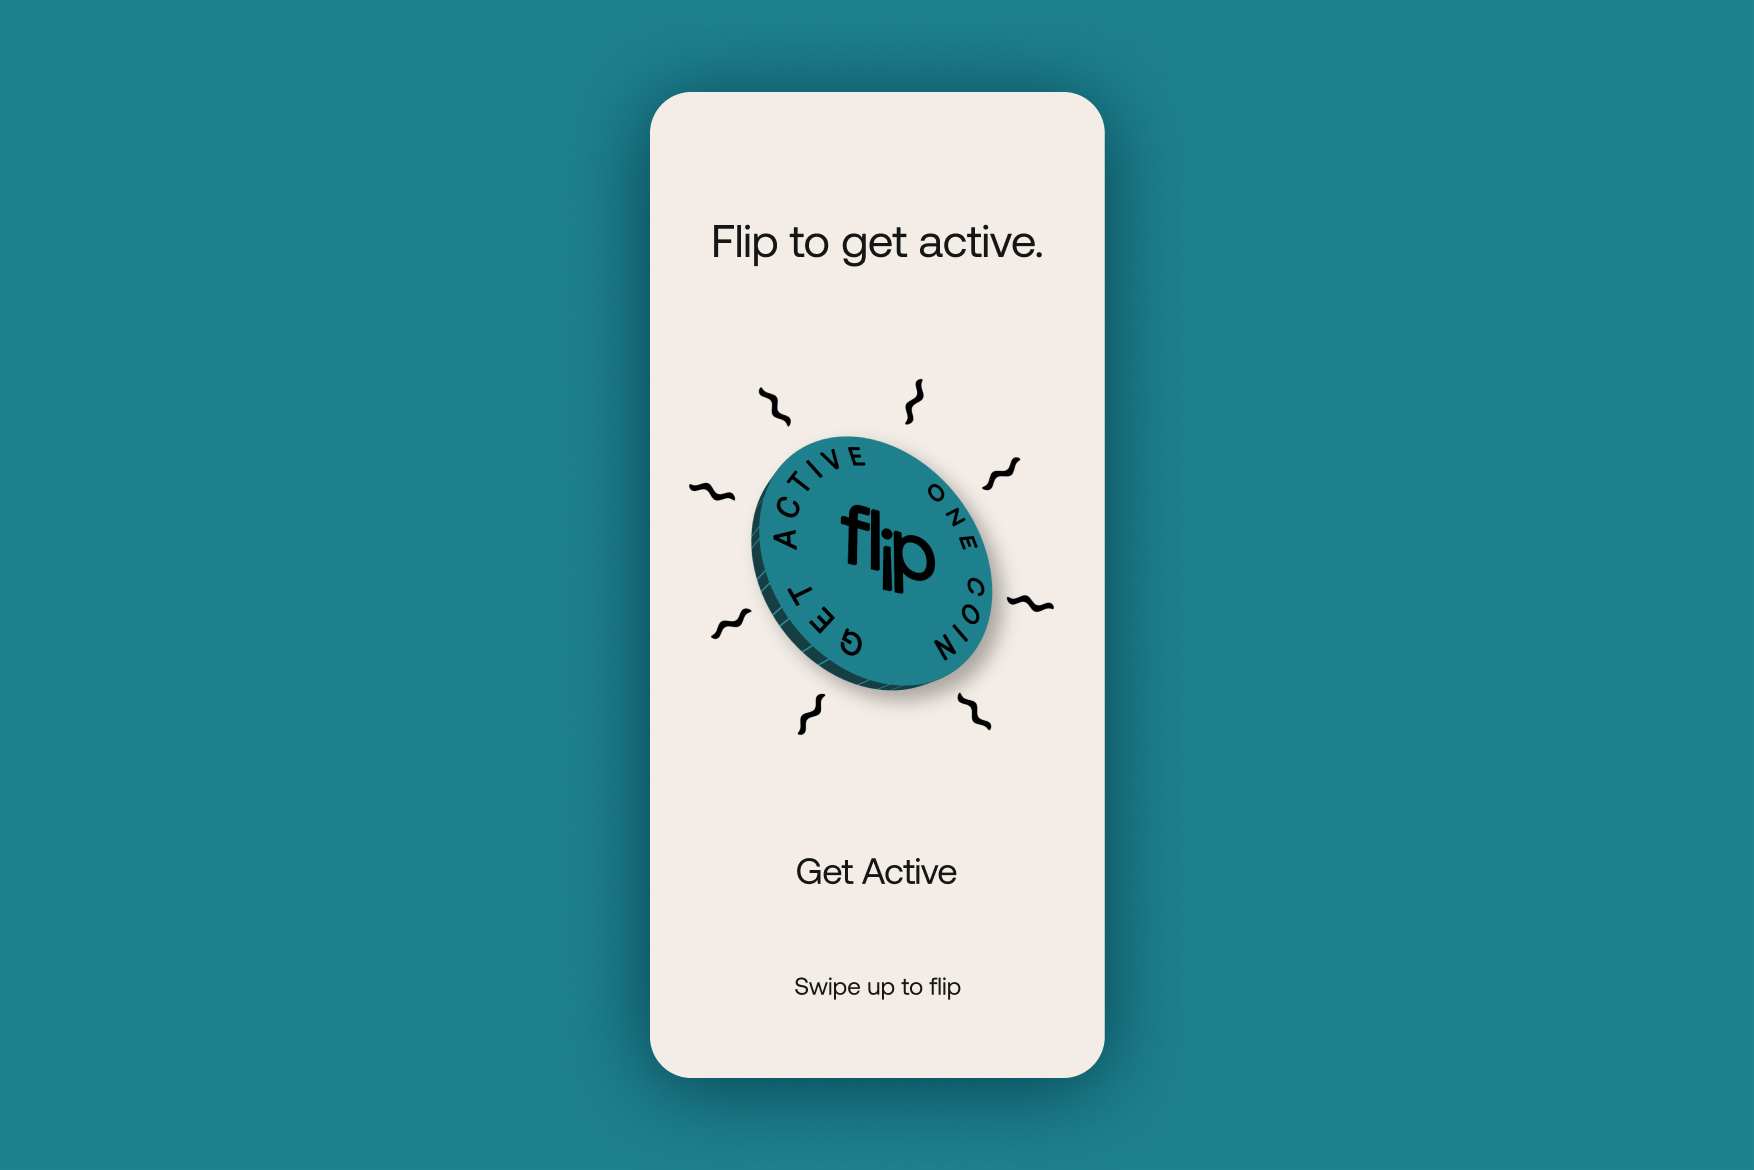 Flip to get active.
GET ACTIVE
ONE COIN
flip
Get Active
Swipe up to flip